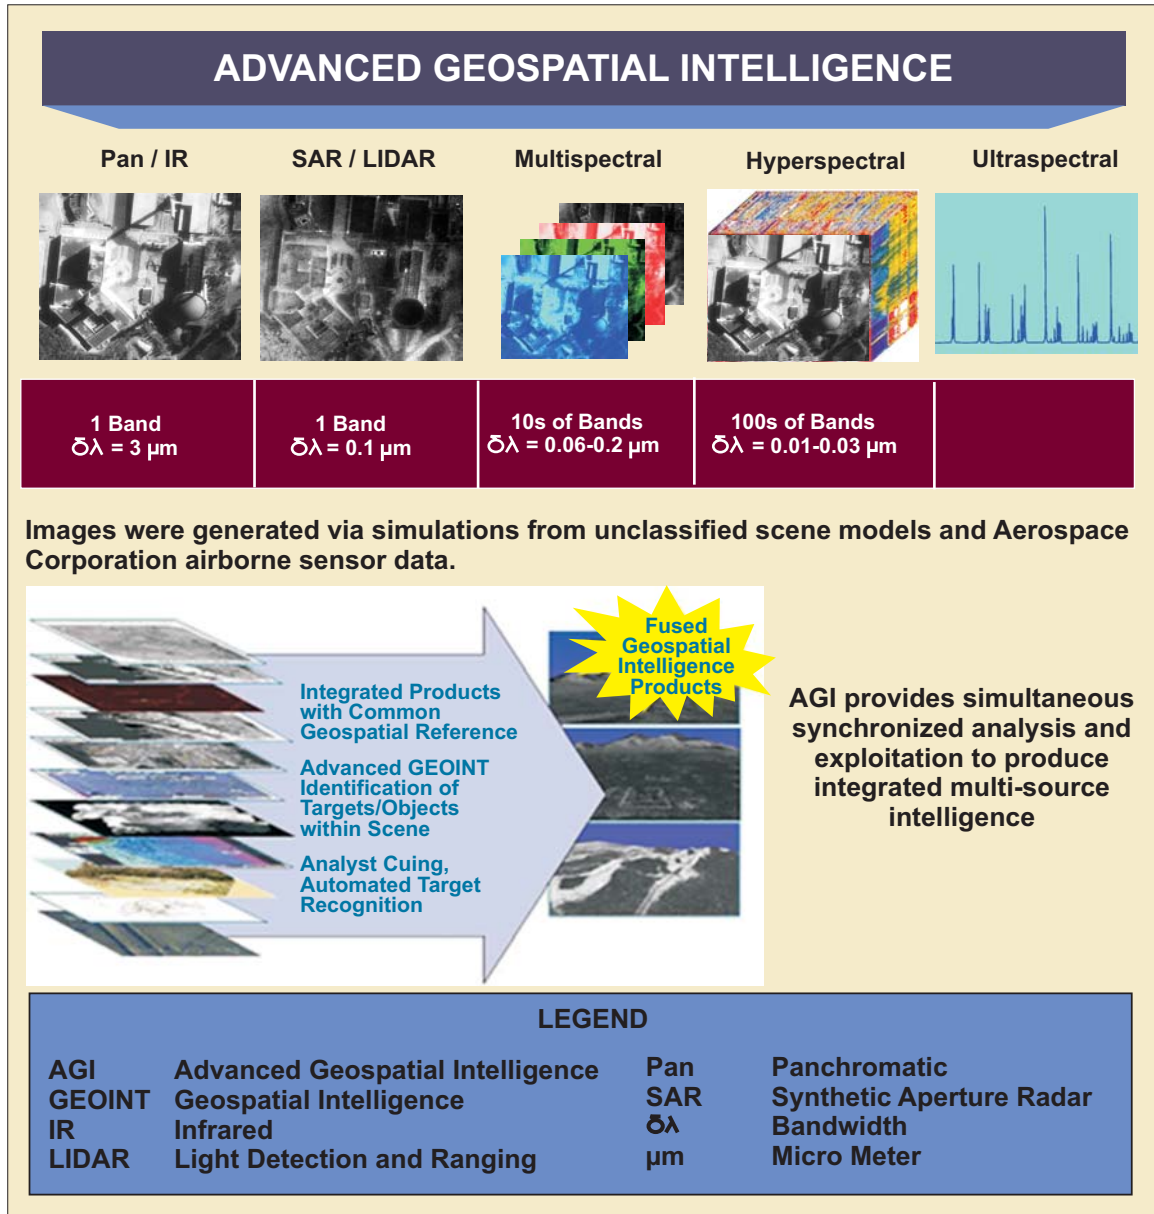 ADVANCED GEOSPATIAL INTELLIGENCE
Pan / IR
SAR / LIDAR
Multispectral
Hyperspectral
Ultraspectral
1 Band
δλ = 3 µm
1 Band
δλ = 0.1 µm
10s of Bands
δλ = 0.06-0.2 µm
100s of Bands
δλ = 0.01-0.03 µm
Images were generated via simulations from unclassified scene models and Aerospace
Corporation airborne sensor data.
Integrated Products
with Common
Geospatial Reference
Advanced GEOINT
Identification of
Targets/Objects
within Scene
Analyst Cuing,
Automated Target
Recognition
Fused
Geospatial
Intelligence
Products
AGI provides simultaneous
synchronized analysis and
exploitation to produce
integrated multi-source
intelligence
LEGEND
AGI Advanced Geospatial Intelligence
GEOINT Geospatial Intelligence
IR Infrared
LIDAR Light Detection and Ranging
Pan Panchromatic
SAR Synthetic Aperture Radar
δλ Bandwidth
µm Micro Meter